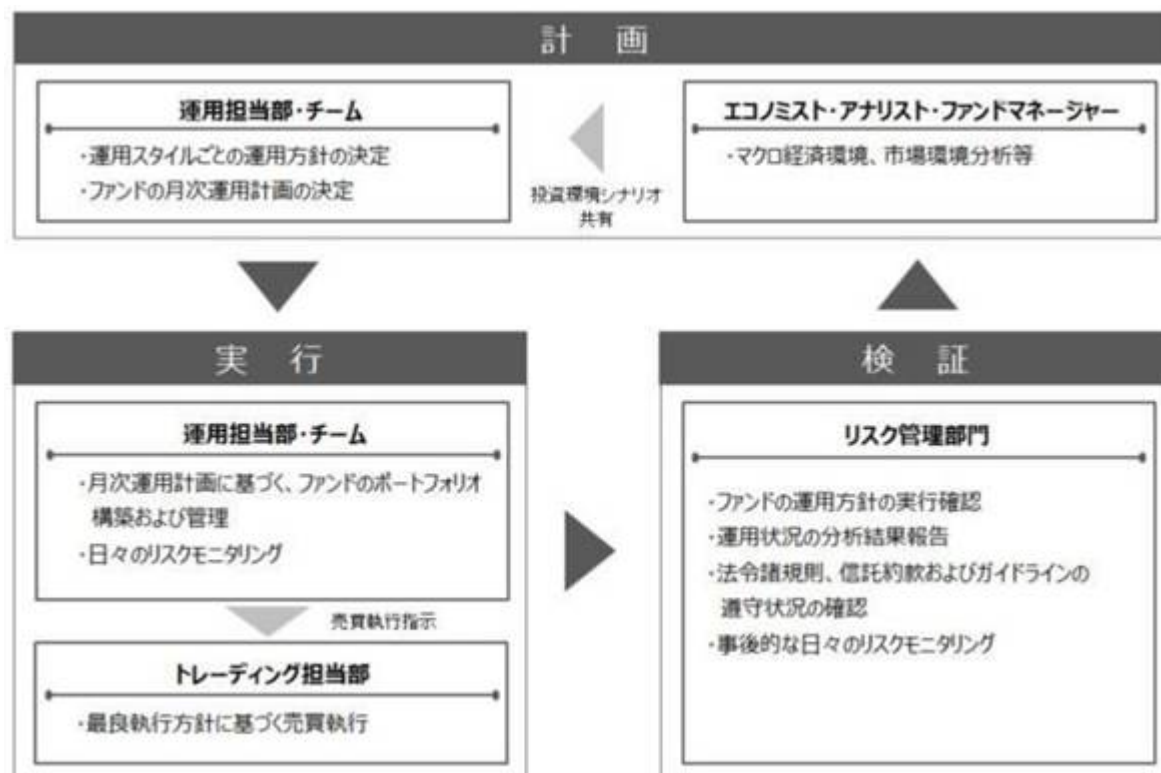 計 画
運用担当部・チーム
・運用スタイルごとの運用方針の決定
・ファンドの月次運用計画の決定
投資環境シナリオ
共有
エコノミスト・アナリスト・ファンドマネージャー
・マクロ経済環境、市場環境分析等
実 行
運用担当部・チーム
・月次運用計画に基づく、ファンドのポートフォリオ
構築および管理
・日々のリスクモニタリング
売買執行指示
トレーディング担当部
・最良執行方針に基づく売買執行
検 証
リスク管理部門
・ファンドの運用方針の実行確認
・運用状況の分析結果報告
・法令諸規則、信託約款およびガイドラインの
遵守状況の確認
・事後的な日々のリスクモニタリング